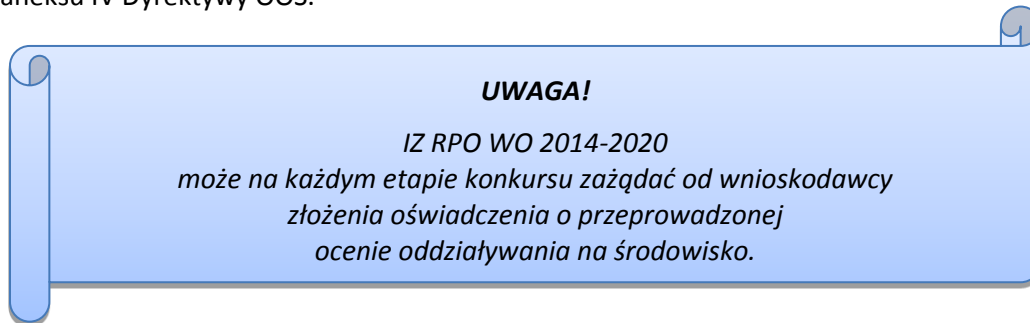 aneksu IV Dyrektywy OOŚ.
UWAGA!
IZ RPO WO 2014-2020
może na każdym etapie konkursu zażądać od wnioskodawcy
złożenia oświadczenia o przeprowadzonej
ocenie oddziaływania na środowisko.